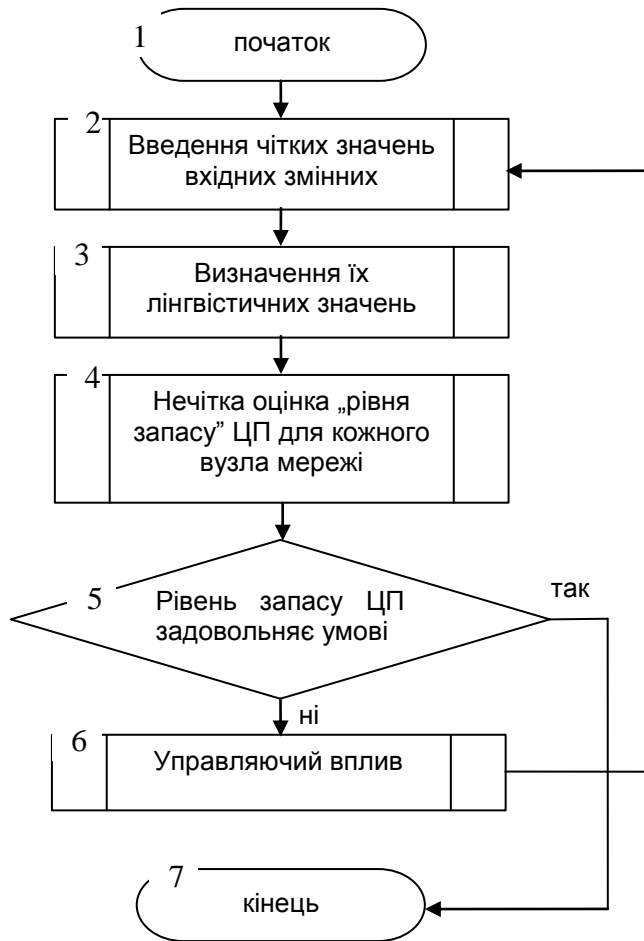 1 початок
2
Введення чітких значень
вхідних змінних
3
Визначення їх
лінгвістичних значень
4
Нечітка оцінка „рівня
запасу” ЦП для кожного
вузла мережі
5 Рівень запасу ЦП
задовольняє умові
так
ні
6
Управляючий вплив
7
кінець